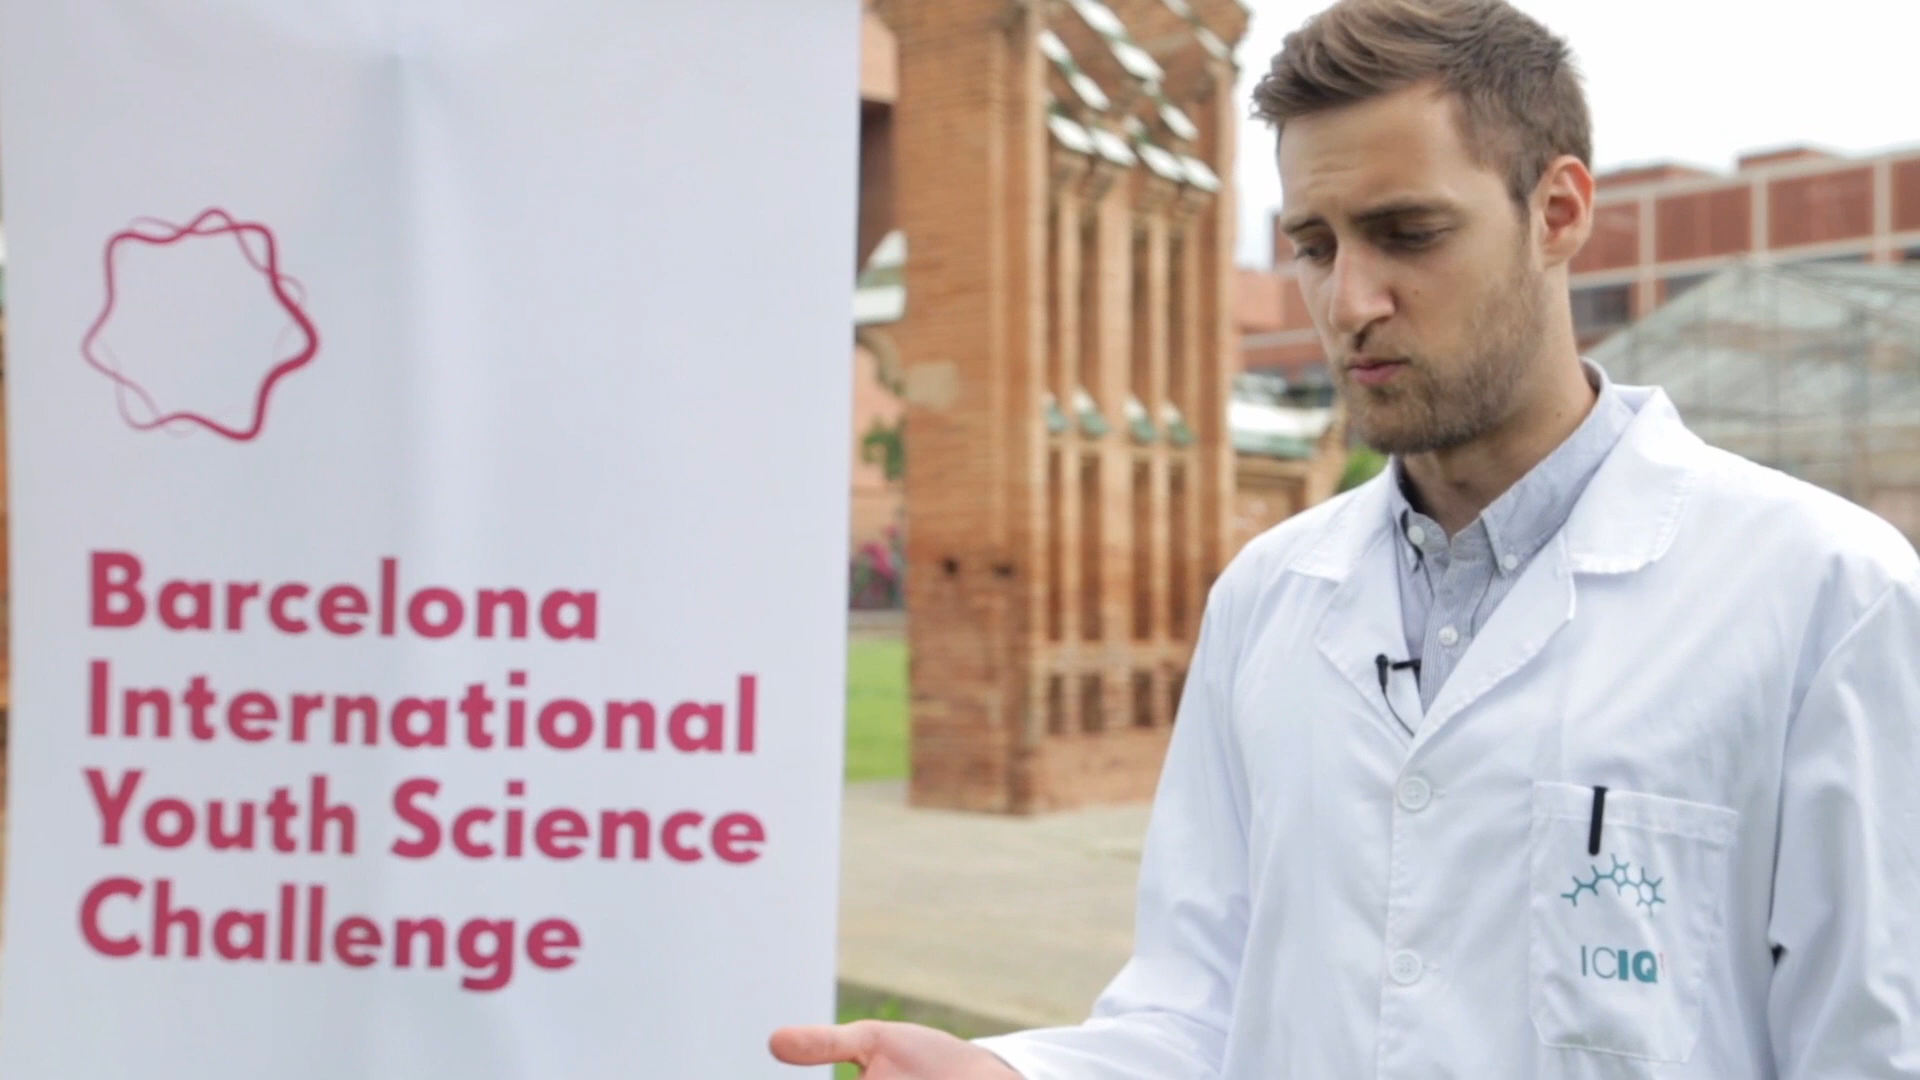 Barcelona
International
Youth Science
Challenge
ICIQ